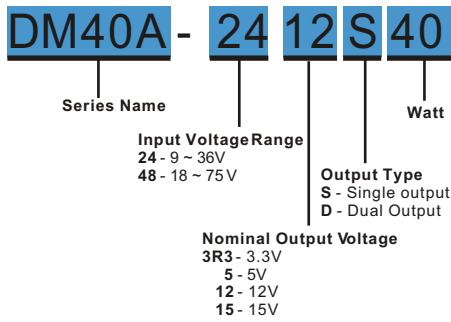 DM40A - 24 12 S 40
Series Name
Watt
Input Voltage Range
24 - 9 ~ 36V
48 - 18 ~ 75 V
Output Type
S - Single output
D - Dual Output
Nominal Output Voltage
3R3 - 3.3V
5 - 5V
12 - 12V
15 - 15V